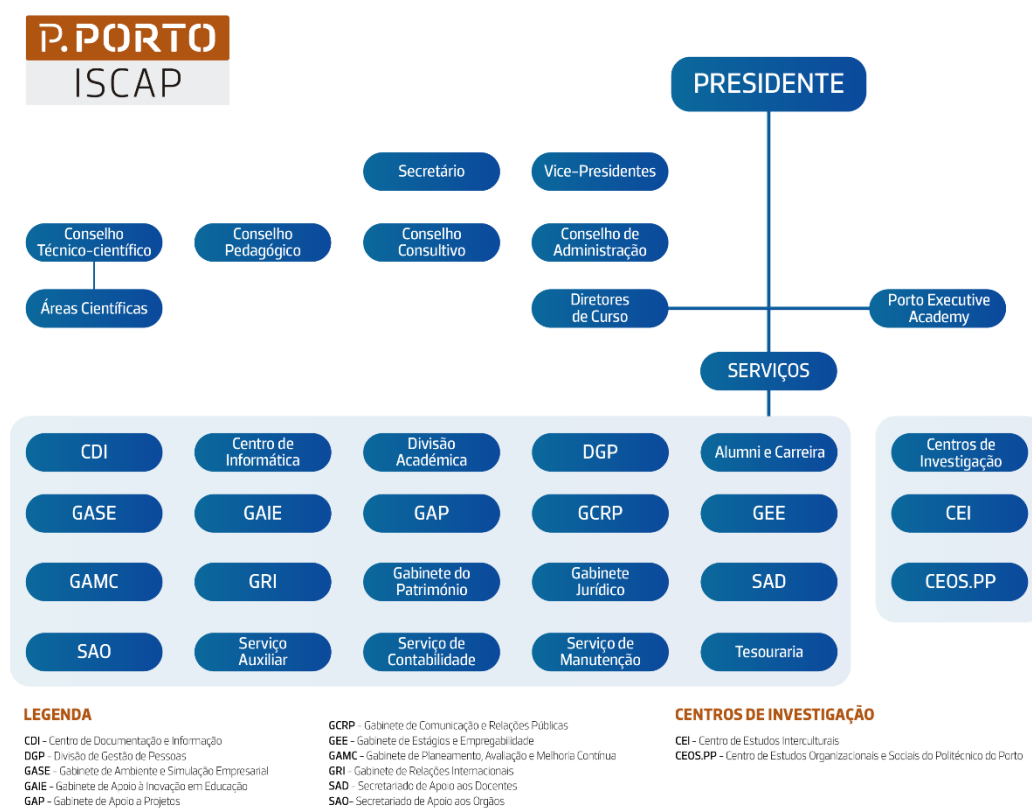 P.PORTO
ISCAP
PRESIDENTE
Secretário
Vice-Presidentes
Conselho
Técnico-científico
Conselho
Pedagógico
Conselho
Consultivo
Conselho de
Administração
Áreas Científicas
Diretores
de Curso
Porto Executive
Academy
SERVIÇOS
CDI
Centro de
Informática
Divisão
Académica
DGP
Alumni e Carreira
Centros de
Investigação
GASE
GAIE
GAP
GCRP
GEE
CEI
GAMC
GRI
Gabinete do
Património
Gabinete
Jurídico
SAD
CEOS.PP
SAO
Serviço
Auxiliar
Serviço de
Contabilidade
Serviço de
Manutenção
Tesouraria
LEGENDA
CDI - Centro de Documentação e Informação
DGP - Divisão de Gestão de Pessoas
GASE - Gabinete de Ambiente e Simulação Empresarial
GAIE - Gabinete de Apoio à Inovação em Educação
GAP - Gabinete de Apoio a Projetos
GCRP - Gabinete de Comunicação e Relações Públicas
GEE - Gabinete de Estágios e Empregabilidade
GAMC - Gabinete de Planeamento, Avaliação e Melhoria Contínua
GRI - Gabinete de Relações Internacionais
SAD - Secretariado de Apoio aos Docentes
SAO- Secretariado de Apoio aos Orgãos
CENTROS DE INVESTIGAÇÃO
CEI - Centro de Estudos Interculturais
CEOS.PP - Centro de Estudos Organizacionais e Sociais do Politécnico do Porto